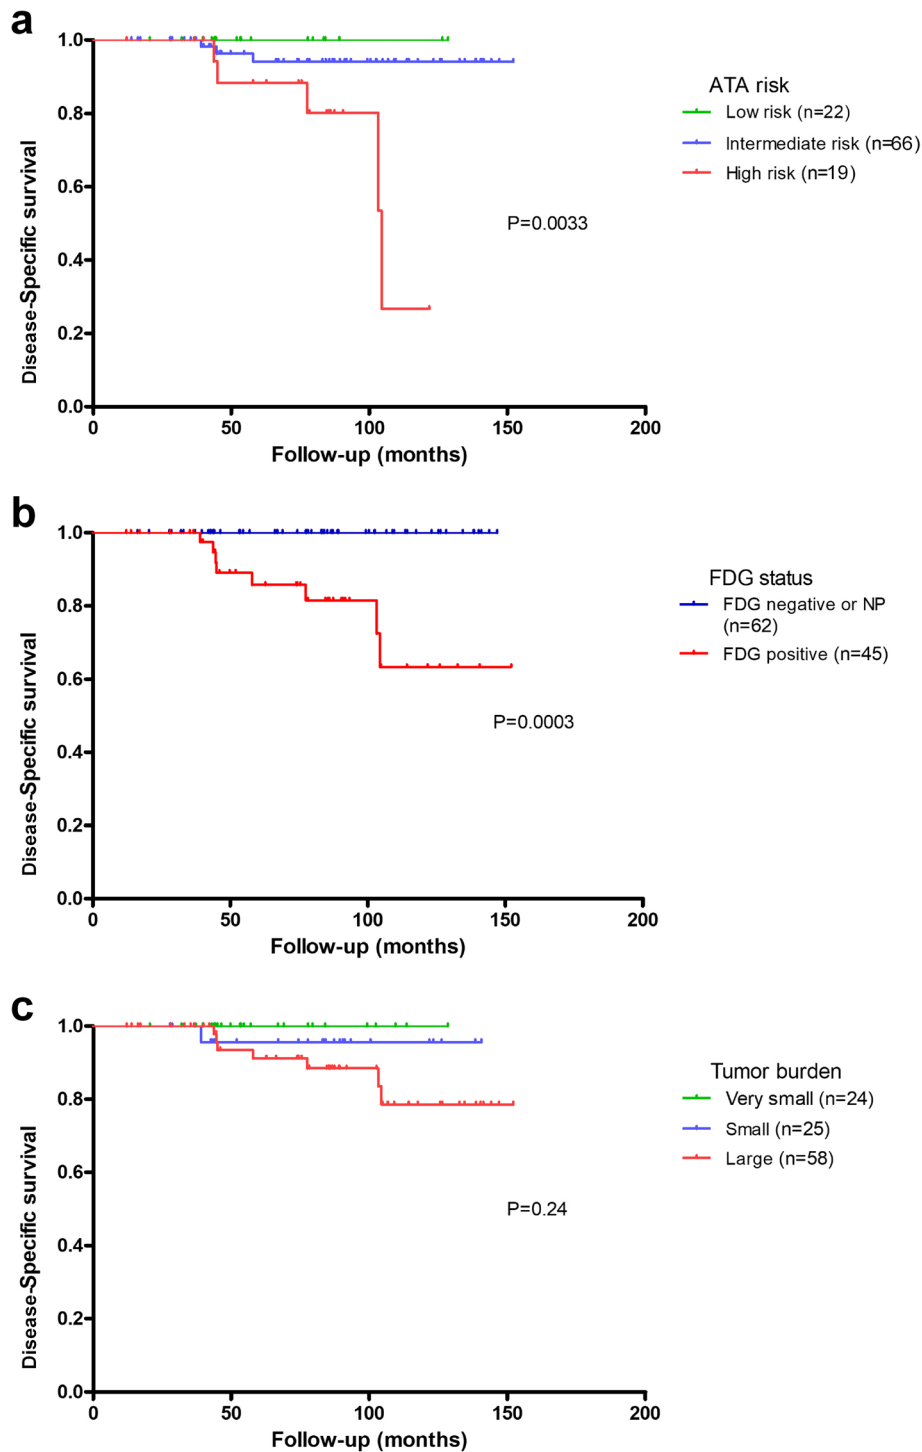 a
1.0
0.8
0.6
0.4
0.2
0.0
Disease-Specific survival
0
50
100
150
200
Follow-up (months)
ATA risk
Low risk (n=22)
Intermediate risk (n=66)
High risk (n=19)
P=0.0033
b
1.0
0.8
0.6
0.4
0.2
0.0
Disease-Specific survival
0
50
100
150
200
Follow-up (months)
FDG status
FDG negative or NP
(n=62)
FDG positive (n=45)
P=0.0003
c
1.0
0.8
0.6
0.4
0.2
0.0
Disease-Specific survival
0
50
100
150
200
Follow-up (months)
Tumor burden
Very small (n=24)
Small (n=25)
Large (n=58)
P=0.24